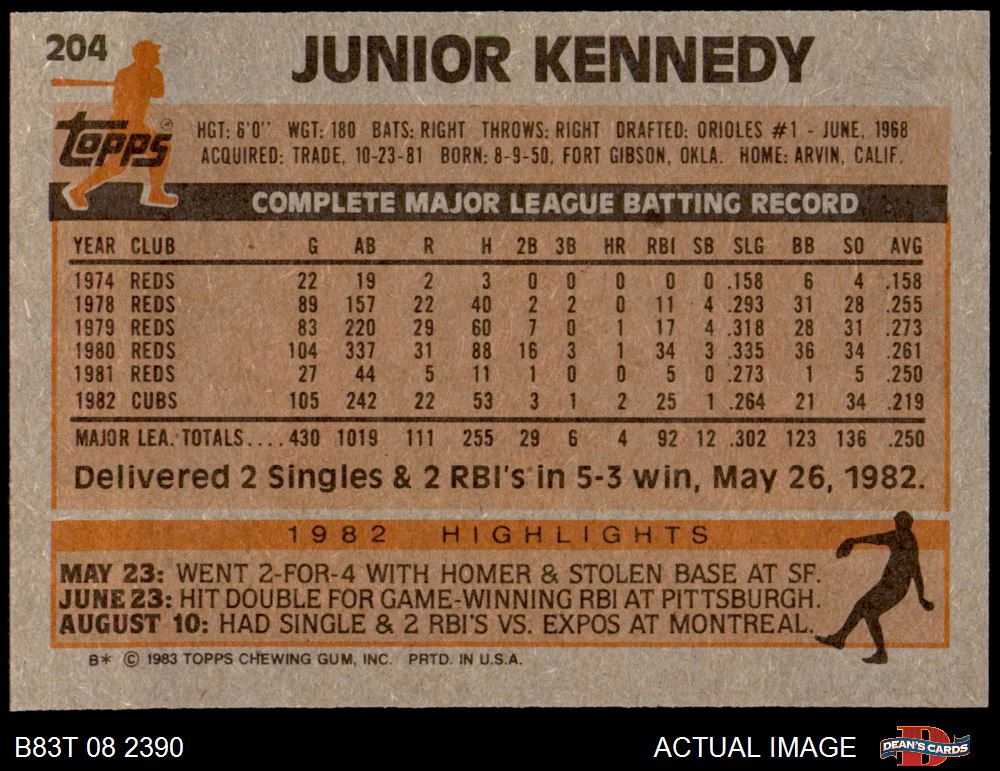 204
JUNIOR KENNEDY
topps
HGT: 6'0" WGT: 180 BATS: RIGHT THROWS: RIGHT DRAFTED: ORIOLES #1 - JUNE, 1968
ACQUIRED: TRADE, 10-23-81 BORN: 8-9-50, FORT GIBSON, OKLA. HOME: ARVIN, CALIF.
COMPLETE MAJOR LEAGUE BATTING RECORD
YEAR CLUB G AB R H 2B 3B HR RBI SB SLG BB SO AVG
1974 REDS 22 19 2 3 0 0 0 0 0 .158 6 4 .158
1978 REDS 89 157 22 40 2 2 0 11 4 .293 31 28 .255
1979 REDS 83 220 29 60 7 0 1 17 4 .318 28 31 .273
1980 REDS 104 337 31 88 16 3 1 34 3 .335 36 34 .261
1981 REDS 27 44 5 11 1 0 0 5 0 .273 1 5 .250
1982 CUBS 105 242 22 53 3 1 2 25 1 .264 21 34 .219
MAJOR LEA. TOTALS.... 430 1019 111 255 29 6 4 92 12 .302 123 136 .250
Delivered 2 Singles & 2 RBI's in 5-3 win, May 26, 1982.
1982 HIGHLIGHTS
MAY 23: WENT 2-FOR-4 WITH HOMER & STOLEN BASE AT SF.
JUNE 23: HIT DOUBLE FOR GAME-WINNING RBI AT PITTSBURGH.
AUGUST 10: HAD SINGLE & 2 RBI'S VS. EXPOS AT MONTREAL.
B* © 1983 TOPPS CHEWING GUM, INC. PRTD. IN U.S.A.
B83T 08 2390
ACTUAL IMAGE
DEAN'S CARDS